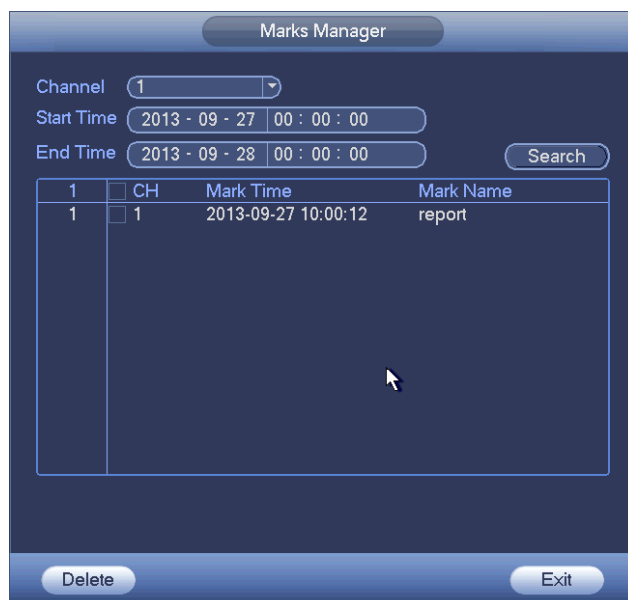 Marks Manager
Channel 1
Start Time 2013 - 09 - 27 00 : 00 : 00
End Time 2013 - 09 - 28 00 : 00 : 00
Search
1 CH Mark Time Mark Name
1 1 2013-09-27 10:00:12 report
Delete Exit